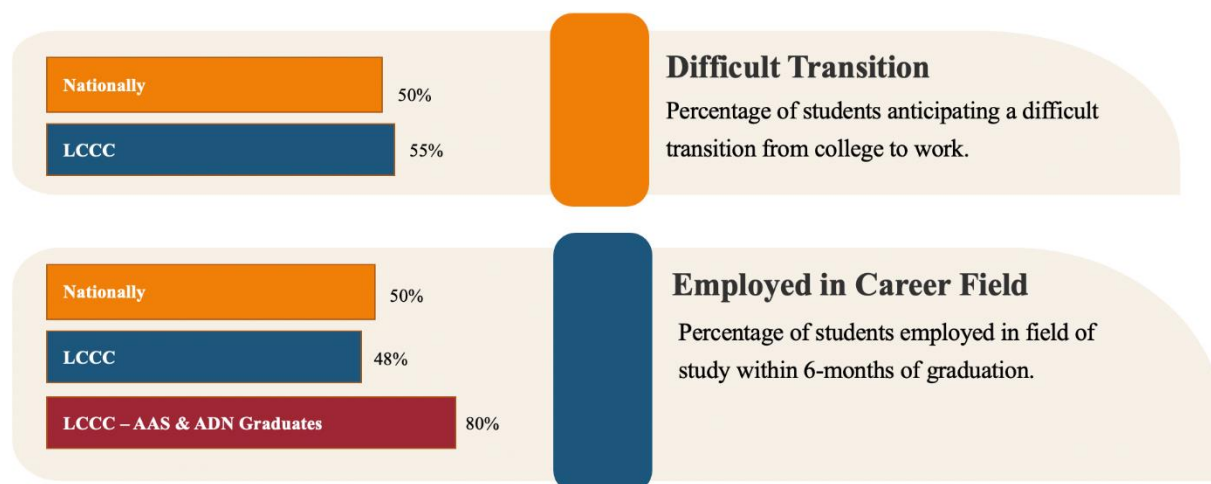 Nationally
50%
LCCC
55%
Difficult Transition
Percentage of students anticipating a difficult
transition from college to work.
Nationally
50%
LCCC
48%
LCCC – AAS & ADN Graduates
80%
Employed in Career Field
Percentage of students employed in field of
study within 6-months of graduation.